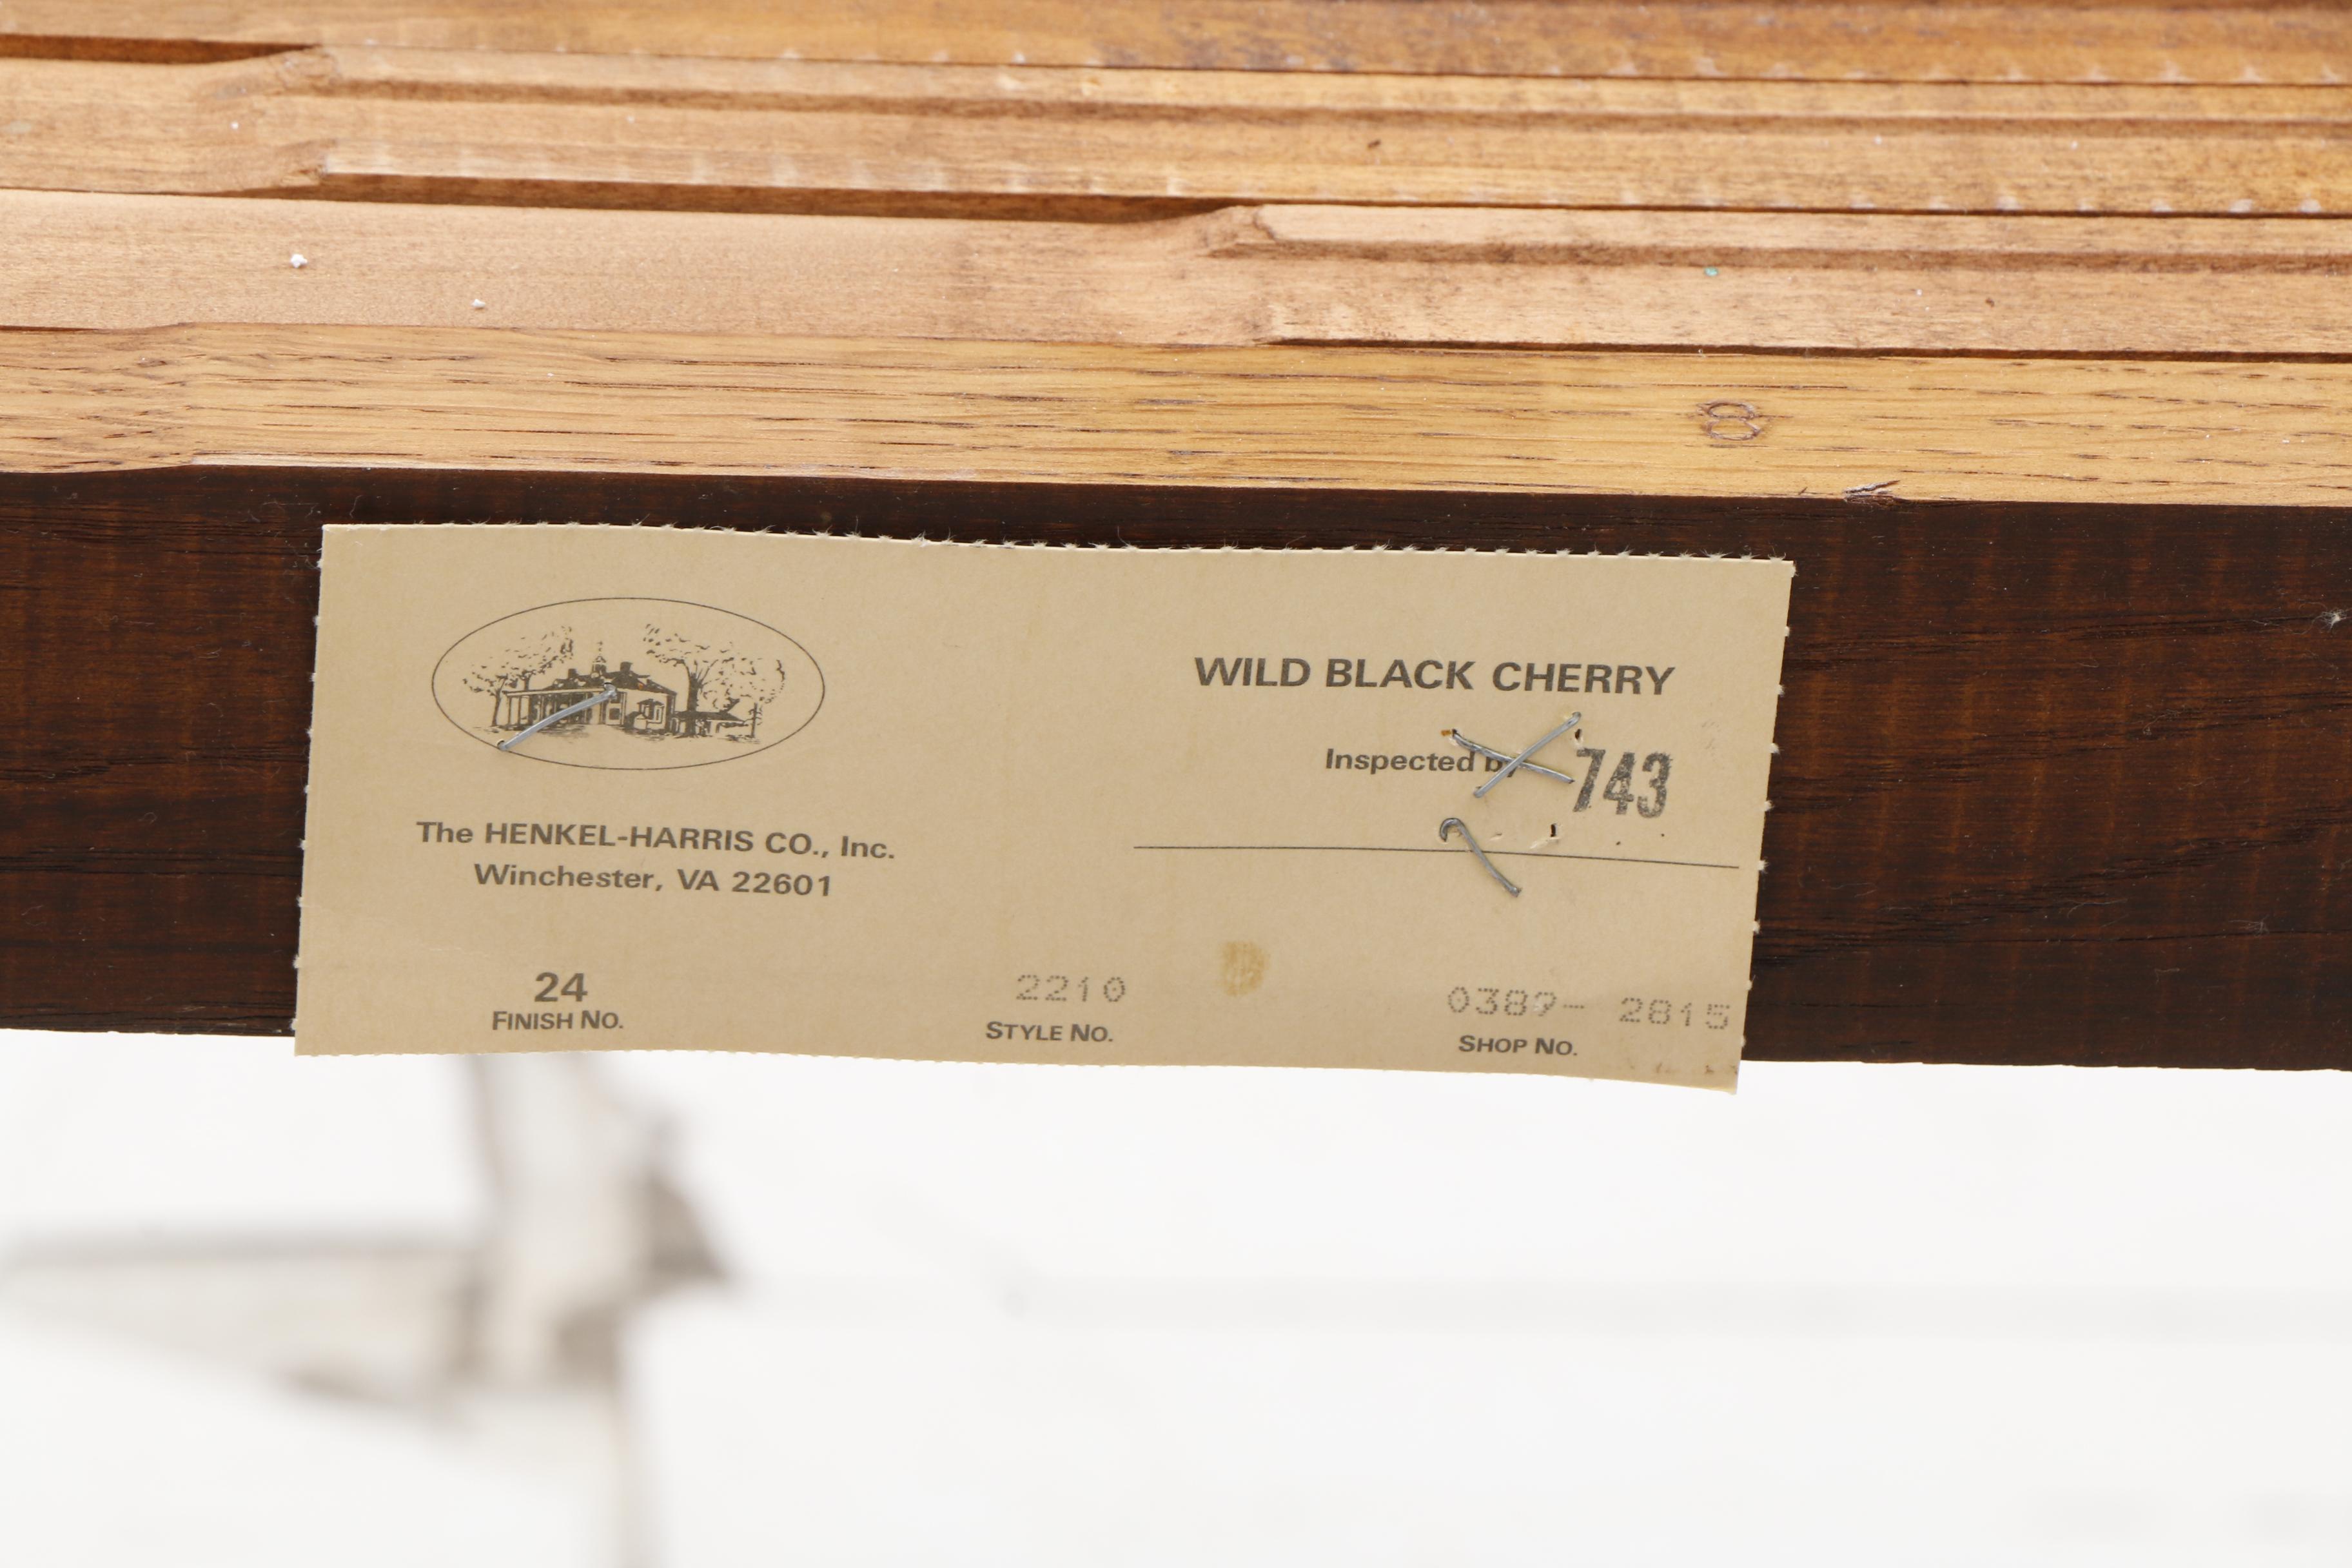 8
WILD BLACK CHERRY
Inspected by 743
The HENKEL-HARRIS CO., Inc.
Winchester, VA 22601
24
FINISH NO.
2210
STYLE NO.
0389- 2815
SHOP NO.